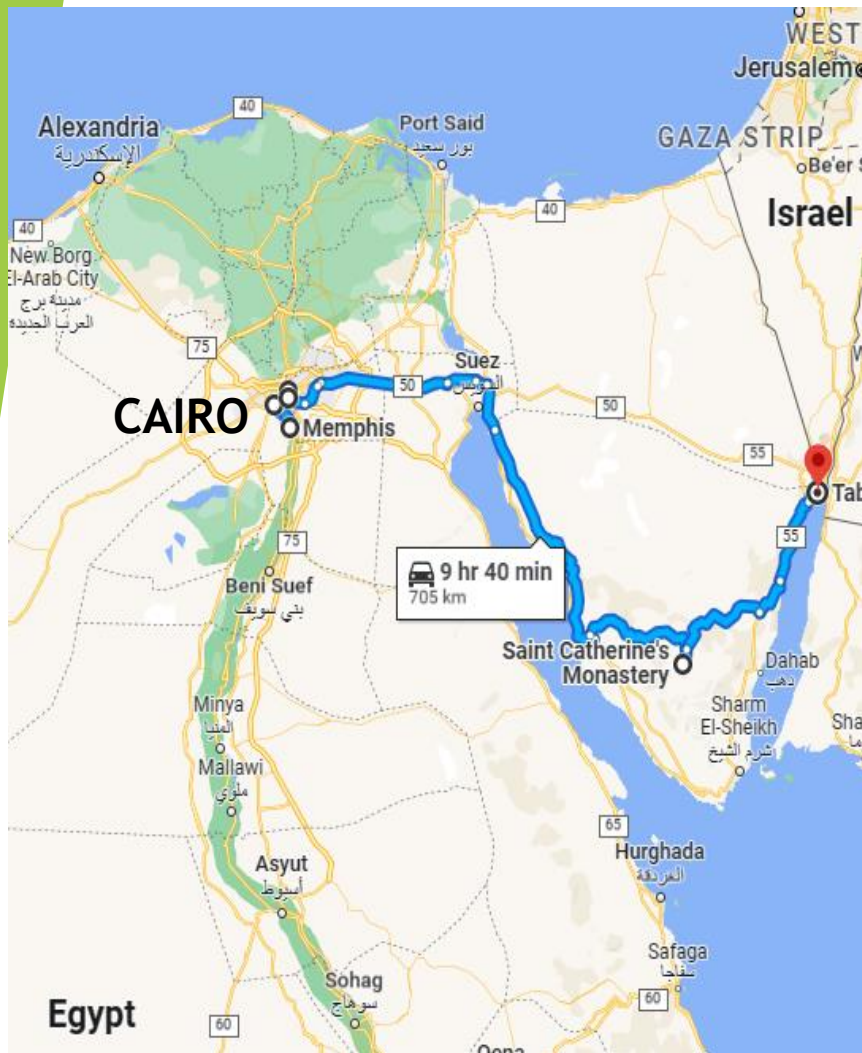 WEST
Jerusalem
40
Alexandria
الإسكندرية
Port Said
بور سعيد
GAZA STRIP
Be'er S
40
40
Israel
New Borg
El-Arab City
مدينة برج
العرب الجديدة
75
Suez
السويس
50
50
CAIRO
Memphis
55
Tab
55
75
9 hr 40 min
705 km
Beni Suef
بني سويف
Saint Catherine's
Monastery
Dahab
دهب
Minya
المنيا
Sharm
El-Sheikh
شرم الشيخ
Sha
ما
Mallawi
ملوي
65
Hurghada
الغردقة
Asyut
أسيوط
Safaga
سفاجا
Sohag
سوهاج
60
Egypt
60
Qena